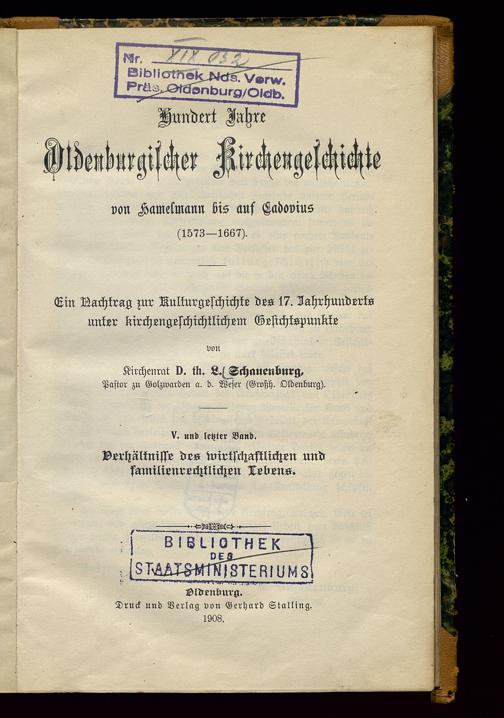 Nr. XIX 032
Bibliothek Nds. Verw.
Präs. Oldenburg/Oldb.
Hundert Jahre
Oldenburgischer Kirchengeschichte
von Hamelmann bis auf Cadovius
(1573—1667).
Ein Nachtrag zur Kulturgeschichte des 17. Jahrhunderts
unter kirchengeschichtlichem Gesichtspunkte
von
Kirchenrat D. th. L. Schauenburg,
Pastor zu Golzwarden a. d. Weser (Großh. Oldenburg).
V. und letzter Band.
Verhältnisse des wirtschaftlichen und
familienrechtlichen Lebens.
BIBLIOTHEK
DES
STAATSMINISTERIUMS
Oldenburg.
Druck und Verlag von Gerhard Stalling.
1908.